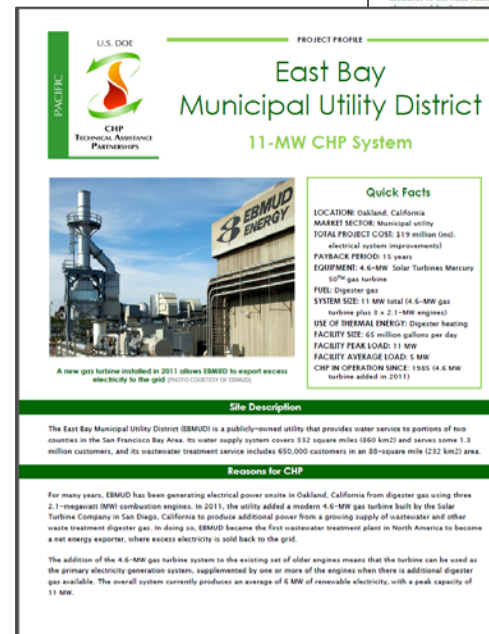 PROJECT PROFILE
U.S. DOE
PACIFIC
CHP
TECHNICAL ASSISTANCE
PARTNERSHIPS
East Bay
Municipal Utility District
11-MW CHP System
EBMUD
ENERGY
A new gas turbine installed in 2011 allows EBMUD to export excess
electricity to the grid (PHOTO COURTESY OF EBMUD)
Quick Facts
LOCATION: Oakland, California
MARKET SECTOR: Municipal utility
TOTAL PROJECT COST: $19 million (incl.
electrical system improvements)
PAYBACK PERIOD: 15 years
EQUIPMENT: 4.6-MW Solar Turbines Mercury
50™ gas turbine
FUEL: Digester gas
SYSTEM SIZE: 11 MW total (4.6-MW gas
turbine plus 3 x 2.1-MW engines)
USE OF THERMAL ENERGY: Digester heating
FACILITY SIZE: 65 million gallons per day
FACILITY PEAK LOAD: 11 MW
FACILITY AVERAGE LOAD: 5 MW
CHP IN OPERATION SINCE: 1985 (4.6 MW
turbine added in 2011)
Site Description
The East Bay Municipal Utility District (EBMUD) is a publicly-owned utility that provides water service to portions of two
counties in the San Francisco Bay Area. Its water supply system covers 332 square miles (860 km2) and serves some 1.3
million customers, and its wastewater treatment service includes 650,000 customers in an 88-square mile (232 km2) area.
Reasons for CHP
For many years, EBMUD has been generating electrical power onsite in Oakland, California from digester gas using three
2.1-megawatt (MW) combustion engines. In 2011, the utility added a modern 4.6-MW gas turbine built by the Solar
Turbine Company in San Diego, California to produce additional power from a growing supply of wastewater and other
waste treatment digester gas. In doing so, EBMUD became the first wastewater treatment plant in North America to become
a net energy exporter, where excess electricity is sold back to the grid.
The addition of the 4.6-MW gas turbine system to the existing set of older engines means that the turbine can be used as
the primary electricity generation system, supplemented by one or more of the engines when there is additional digester
gas available. The overall system currently produces an average of 6 MW of renewable electricity, with a peak capacity of
11 MW.